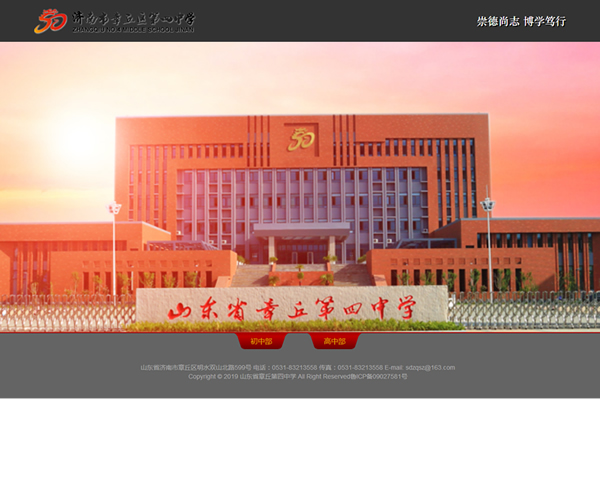 济南市章丘区第四中学
ZHANGQIU NO.4 MIDDLE SCHOOL JINAN
崇德尚志 博学笃行
山东省章丘第四中学
初中部 高中部
山东省济南市章丘区明水双山北路599号 电话：0531-83213558 传真：0531-83213558 E-mail: sdzqsz@163.com
Copyright © 2019 山东省章丘第四中学 All Right Reserved鲁ICP备09027581号